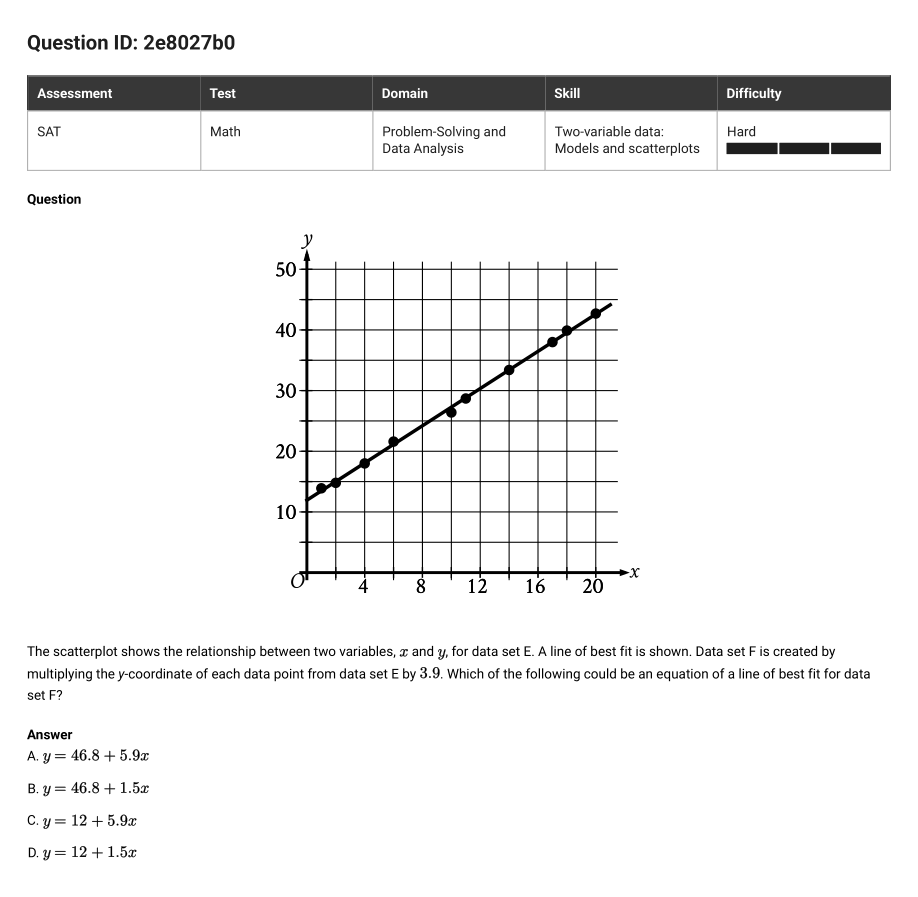 Question ID: 2e8027b0
Assessment Test Domain Skill Difficulty
SAT Math Problem-Solving and Two-variable data: Hard
Data Analysis Models and scatterplots
Question
y
50
40
30
20
10
O 4 8 12 16 20 x
The scatterplot shows the relationship between two variables, x and y, for data set E. A line of best fit is shown. Data set F is created by
multiplying the y-coordinate of each data point from data set E by 3.9. Which of the following could be an equation of a line of best fit for data
set F?
Answer
A. y = 46.8 + 5.9x
B. y = 46.8 + 1.5x
C. y = 12 + 5.9x
D. y = 12 + 1.5x